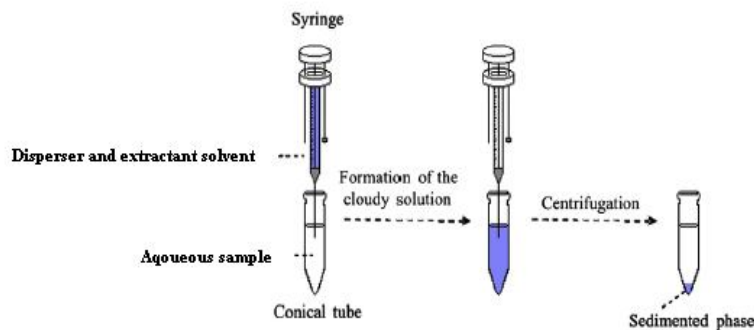 Syringe
Disperser and extractant solvent
Formation of the
cloudy solution
Centrifugation
Aqoueous sample
Conical tube
Sedimented phase